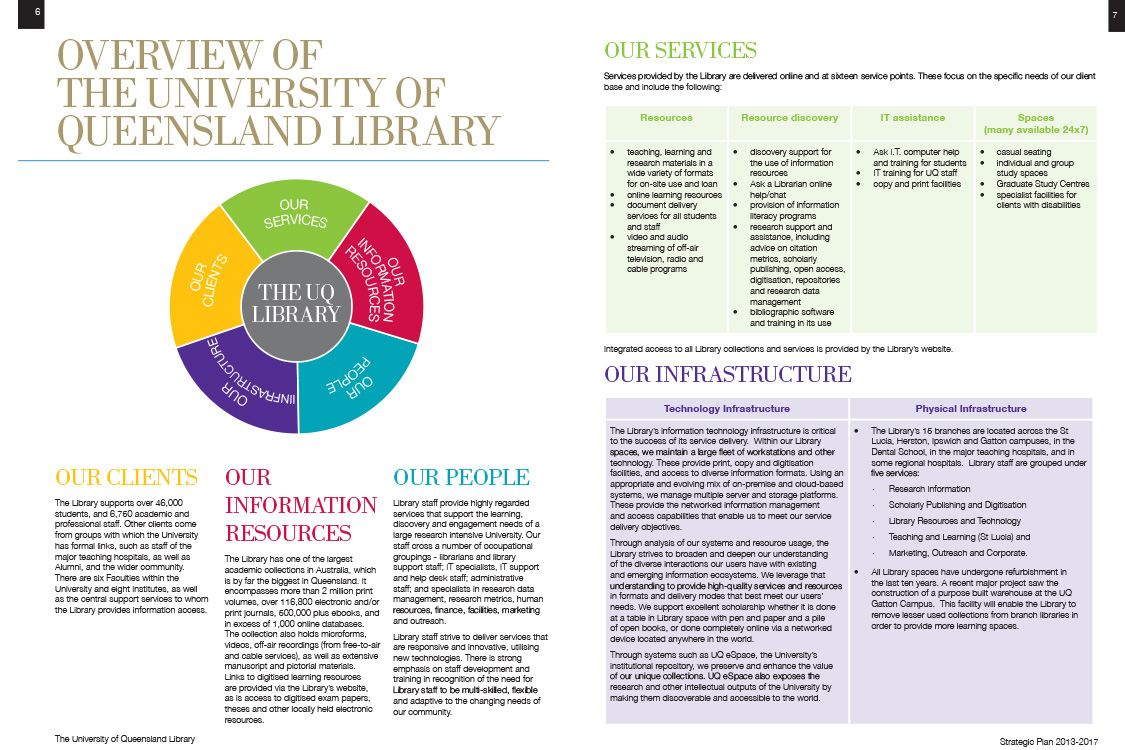 6
OVERVIEW OF
THE UNIVERSITY OF
QUEENSLAND LIBRARY
OUR
SERVICES
OUR
INFORMATION
RESOURCES
OUR
PEOPLE
OUR
INFRASTRUCTURE
OUR
CLIENTS
THE UQ
LIBRARY
OUR CLIENTS
The Library supports over 46,000
students, and 6,760 academic and
professional staff. Other clients come
from groups with which the University
has formal links, such as staff of the
major teaching hospitals, as well as
Alumni, and the wider community.
There are six Faculties within the
University and eight Institutes, as well
as the central support services to whom
the Library provides information access.
OUR
INFORMATION
RESOURCES
The Library has one of the largest
academic collections in Australia, which
is by far the biggest in Queensland. It
encompasses more than 2 million print
volumes, over 116,800 electronic and/or
print journals, 600,000 plus ebooks, and
in excess of 1,000 online databases.
The collection also holds microforms,
videos, off-air recordings (from free-to-air
and cable services), as well as extensive
manuscript and pictorial materials.
Links to digitised learning resources
are provided via the Library's website,
as is access to digitised exam papers,
theses and other locally held electronic
resources.
OUR PEOPLE
Library staff provide highly regarded
services that support the learning,
discovery and engagement needs of a
large research intensive University. Our
staff cross a number of occupational
groupings - librarians and library
support staff; IT specialists, IT support
and help desk staff; administrative
staff; and specialists in research data
management, research metrics, human
resources, finance, facilities, marketing
and outreach.
Library staff strive to deliver services that
are responsive and innovative, utilising
new technologies. There is strong
emphasis on staff development and
training in recognition of the need for
Library staff to be multi-skilled, flexible
and adaptive to the changing needs of
our community.
The University of Queensland Library
7
OUR SERVICES
Services provided by the Library are delivered online and at sixteen service points. These focus on the specific needs of our client
base and include the following:
Resources
• teaching, learning and
research materials in a
wide variety of formats
for on-site use and loan
• online learning resources
• document delivery
services for all students
and staff
• video and audio
streaming of off-air
television, radio and
cable programs
Resource discovery
• discovery support for
the use of information
resources
• Ask a Librarian online
help/chat
• provision of information
literacy programs
• research support and
assistance, including
advice on citation
metrics, scholarly
publishing, open access,
digitisation, repositories
and research data
management
• bibliographic software
and training in its use
IT assistance
• Ask I.T. computer help
and training for students
• IT training for UQ staff
• copy and print facilities
Spaces
(many available 24x7)
• casual seating
• individual and group
study spaces
• Graduate Study Centres
• specialist facilities for
clients with disabilities
Integrated access to all Library collections and services is provided by the Library's website.
OUR INFRASTRUCTURE
Technology Infrastructure
The Library's information technology infrastructure is critical
to the success of its service delivery. Within our Library
spaces, we maintain a large fleet of workstations and other
technology. These provide print, copy and digitisation
facilities, and access to diverse information formats. Using an
appropriate and evolving mix of on-premise and cloud-based
systems, we manage multiple server and storage platforms.
These provide the networked information management
and access capabilities that enable us to meet our service
delivery objectives.
Through analysis of our systems and resource usage, the
Library strives to broaden and deepen our understanding
of the diverse interactions our users have with existing
and emerging information ecosystems. We leverage that
understanding to provide high-quality services and resources
in formats and delivery modes that best meet our users'
needs. We support excellent scholarship whether it is done
at a table in Library space with pen and paper and a pile
of open books, or done completely online via a networked
device located anywhere in the world.
Through systems such as UQ eSpace, the University's
institutional repository, we preserve and enhance the value
of our unique collections. UQ eSpace also exposes the
research and other intellectual outputs of the University by
making them discoverable and accessible to the world.
Physical Infrastructure
• The Library's 15 branches are located across the St
Lucia, Herston, Ipswich and Gatton campuses, in the
Dental School, in the major teaching hospitals, and in
some regional hospitals. Library staff are grouped under
five services:
· Research Information
· Scholarly Publishing and Digitisation
· Library Resources and Technology
· Teaching and Learning (St Lucia) and
· Marketing, Outreach and Corporate.
• All Library spaces have undergone refurbishment in
the last ten years. A recent major project saw the
construction of a purpose built warehouse at the UQ
Gatton Campus. This facility will enable the Library to
remove lesser used collections from branch libraries in
order to provide more learning spaces.
Strategic Plan 2013-2017